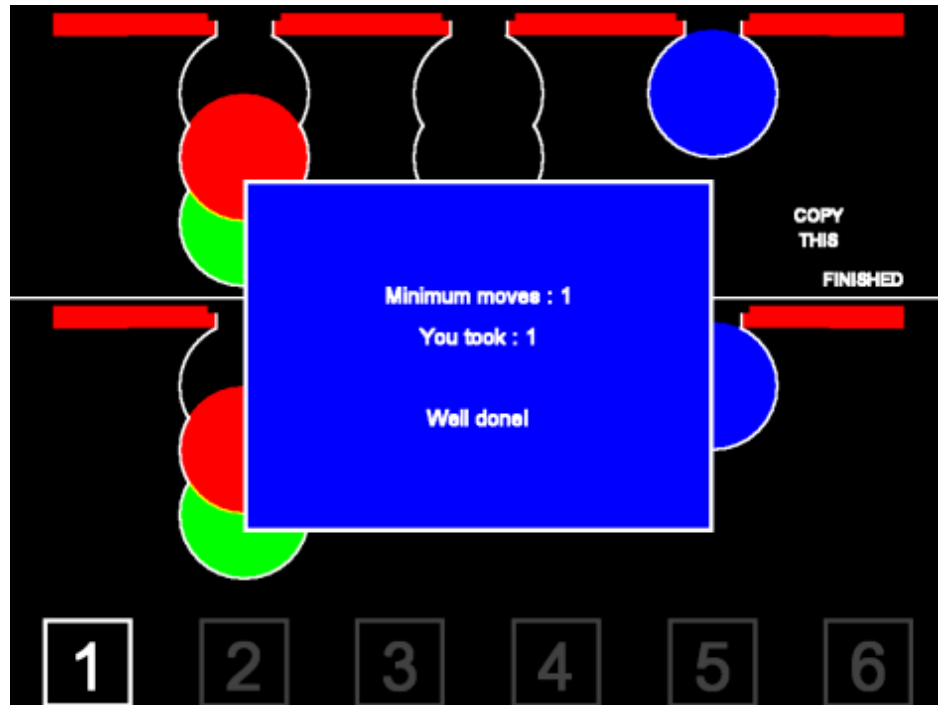 COPY
THIS
FINISHED
Minimum moves : 1
You took : 1
Well done!
1 2 3 4 5 6